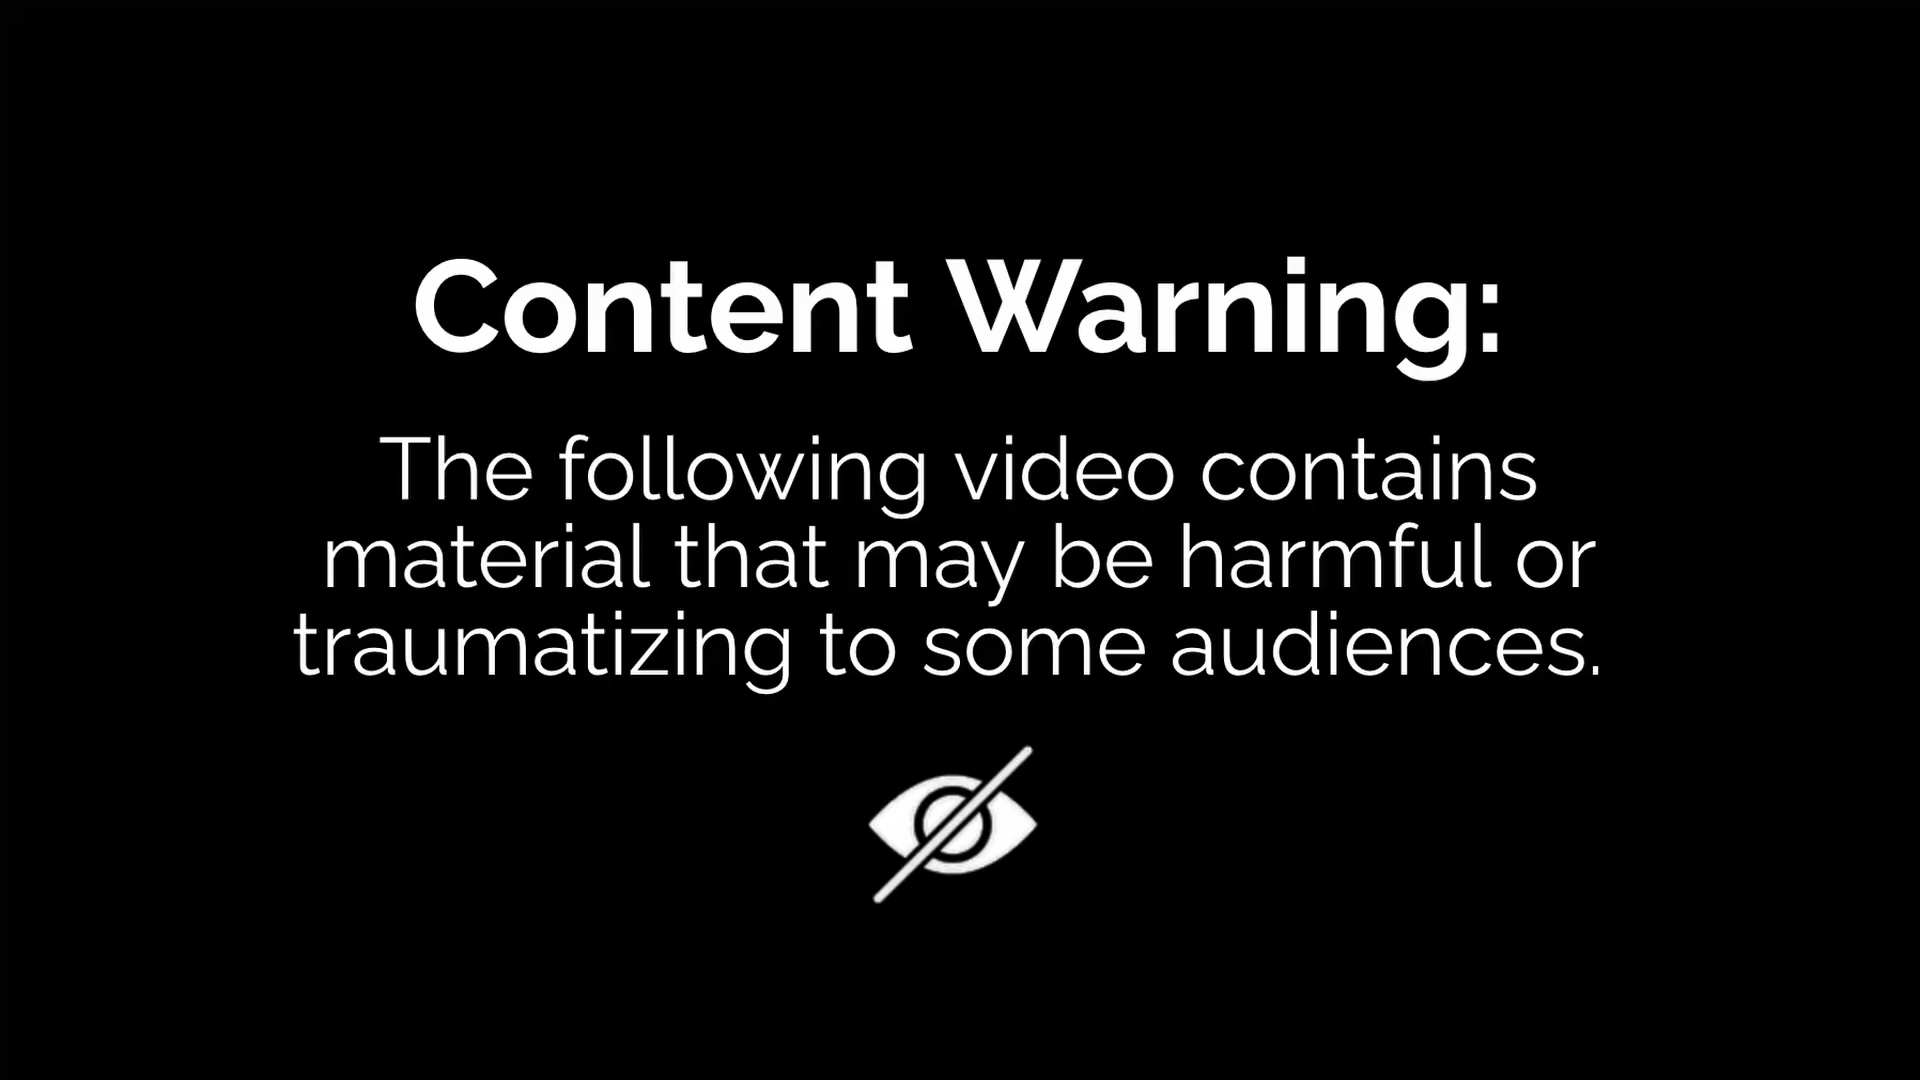 Content Warning:
The following video contains
material that may be harmful or
traumatizing to some audiences.